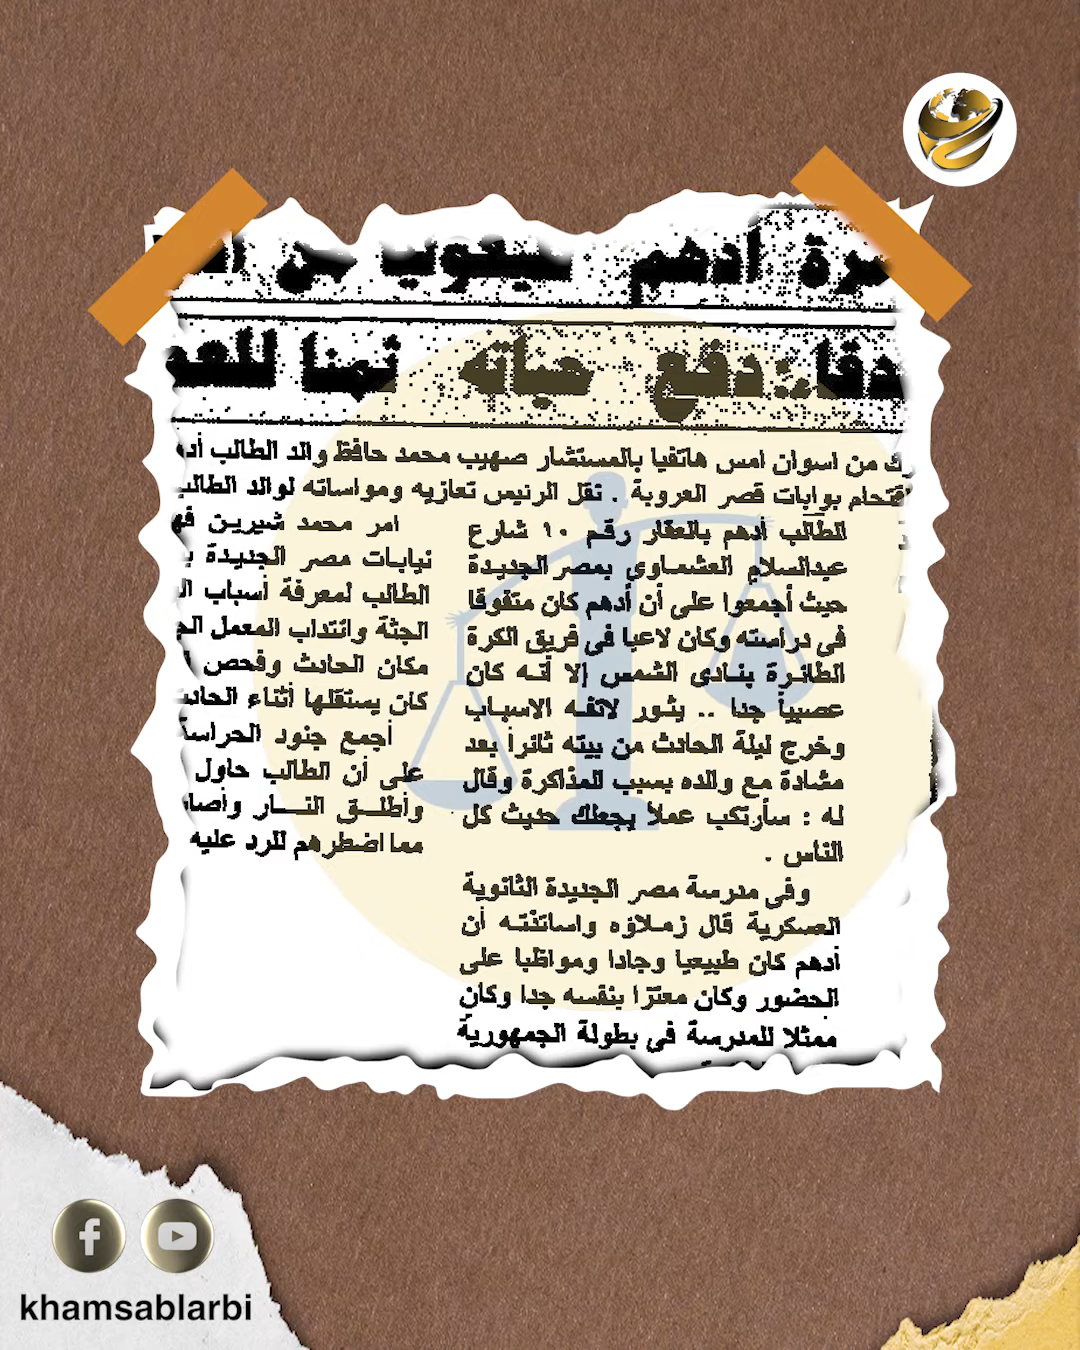 أدهم
دفع حياته ثمنا
من اسوان امس هاتفيا بالمستشار صهيب محمد حافظ والد الطالب
بوابات قصر العروبة . نقل الرئيس تعازيه ومواساته لوالد الطالب
الطالب أدهم بالعقار رقم ١٠ شارع
عبدالسلام العشماوى بمصر الجديدة
حيث أجمعوا على أن أدهم كان متفوقا
فى دراسته وكان لاعبا فى فريق الكرة
الطائرة بنادى الشمس إلا أنه كان
عصبياً جدا .. يثور لاتفه الاسباب
وخرج ليلة الحادث من بيته ثائراً بعد
مشادة مع والده بسبب المذاكرة وقال
له : سأرتكب عملاً يجعلك حديث كل
الناس .
وفى مدرسة مصر الجديدة الثانوية
العسكرية قال زملاؤه واساتذته أن
أدهم كان طبيعيا وجادا ومواظبا على
الحضور وكان معتزا بنفسه جدا وكان
ممثلا للمدرسة فى بطولة الجمهورية
امر محمد شيرين
نيابات مصر الجديدة
الطالب لمعرفة أسباب
الجثة وانتداب المعمل
مكان الحادث وفحص
كان يستقلها أثناء
أجمع جنود الحراسة
على أن الطالب حاول
وأطلق النار
مما اضطرهم للرد عليه
khamsablarbi